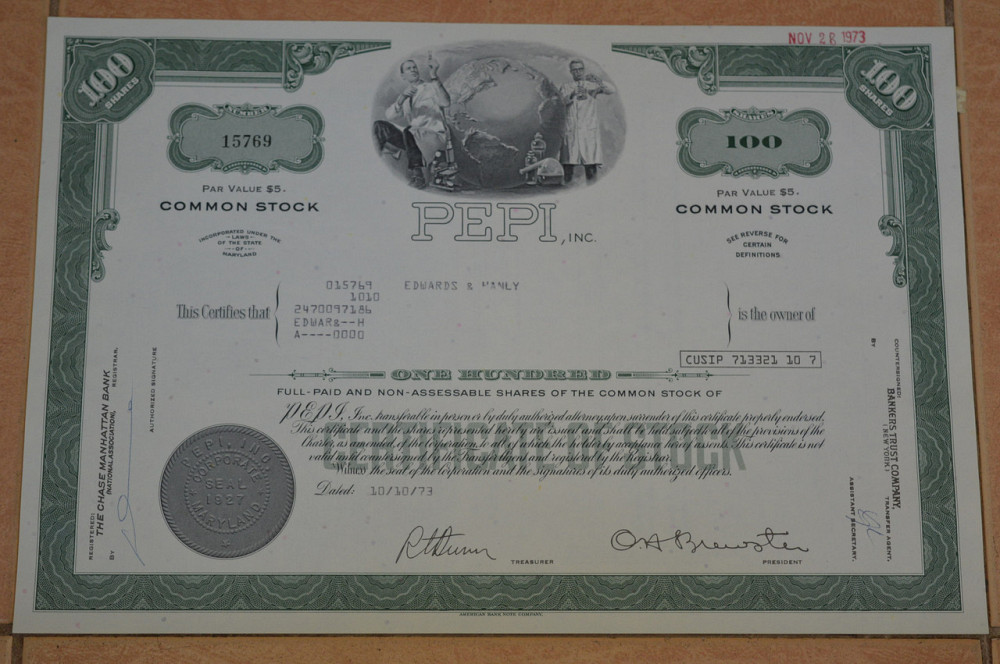 NOV 28 1973
100
SHARES
100
SHARES
15769
SHARES
100
PAR VALUE $5.
COMMON STOCK
PAR VALUE $5.
COMMON STOCK
PEPI, INC.
INCORPORATED UNDER THE
LAWS
OF THE STATE
OF
MARYLAND
SEE REVERSE FOR
CERTAIN
DEFINITIONS
015769 EDWARDS & HANLY
1010
This Certifies that
2470097186
is the owner of
EDWAR&--H
A----0000
CUSIP 713321 10 7
ONE HUNDRED
FULL-PAID AND NON-ASSESSABLE SHARES OF THE COMMON STOCK OF
P.E.P.I., Inc. transferable in person or by duly authorized attorney upon surrender of this certificate properly endorsed.
This certificate and the shares represented hereby are issued and shall be held subject to all of the provisions of the
Charter, as amended, of the Corporation, to all of which the holder by acceptance hereof assents. This certificate is not
valid until countersigned by the Transfer Agent and registered by the Registrar.
Witness the seal of the Corporation and the signatures of its duly authorized officers.
Dated: 10/10/73
PEPI, INC.
CORPORATE
SEAL
1927
MARYLAND
TREASURER
O.A. Brewster
PRESIDENT
REGISTERED:
THE CHASE MANHATTAN BANK
(NATIONAL ASSOCIATION)
REGISTRAR,
BY
AUTHORIZED SIGNATURE
COUNTERSIGNED:
BANKERS TRUST COMPANY,
(NEW YORK)
TRANSFER AGENT,
BY
ASSISTANT SECRETARY.
AMERICAN BANK NOTE COMPANY.